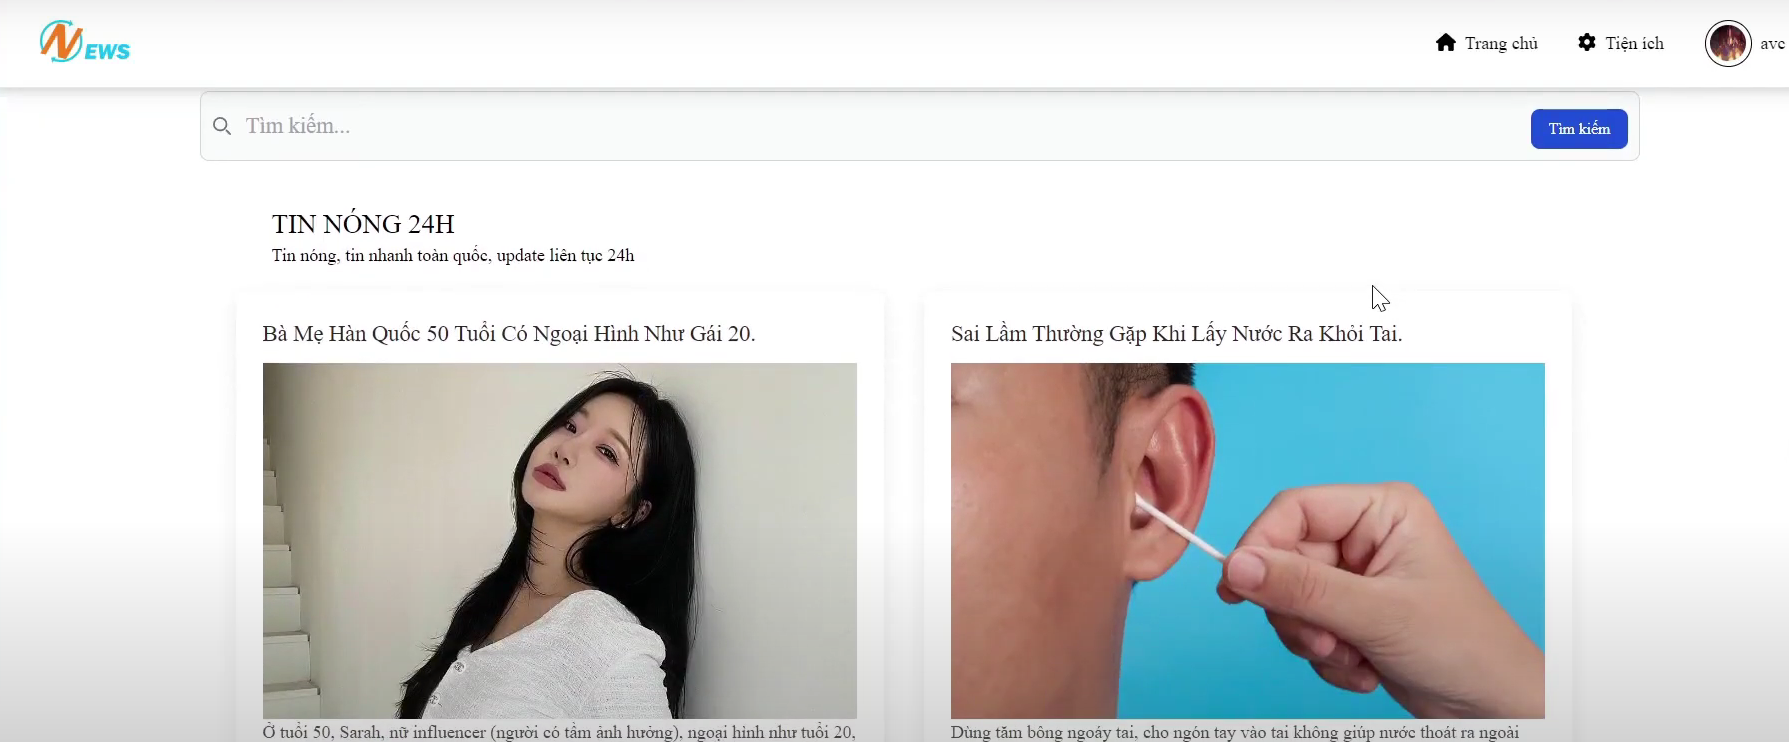 NEWS
Trang chủ
Tiện ích
avc
Tìm kiếm...
Tìm kiếm
TIN NÓNG 24H
Tin nóng, tin nhanh toàn quốc, update liên tục 24h
Bà Mẹ Hàn Quốc 50 Tuổi Có Ngoại Hình Như Gái 20.
Ở tuổi 50, Sarah, nữ influencer (người có tầm ảnh hưởng), ngoại hình như tuổi 20,
Sai Lầm Thường Gặp Khi Lấy Nước Ra Khỏi Tai.
Dùng tăm bông ngoáy tai, cho ngón tay vào tai không giúp nước thoát ra ngoài